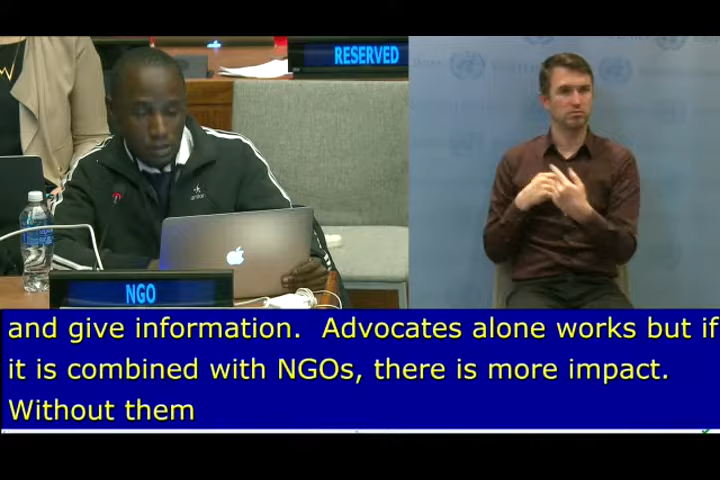 RESERVED
NGO
and give information.  Advocates alone works but if
it is combined with NGOs, there is more impact.
Without them